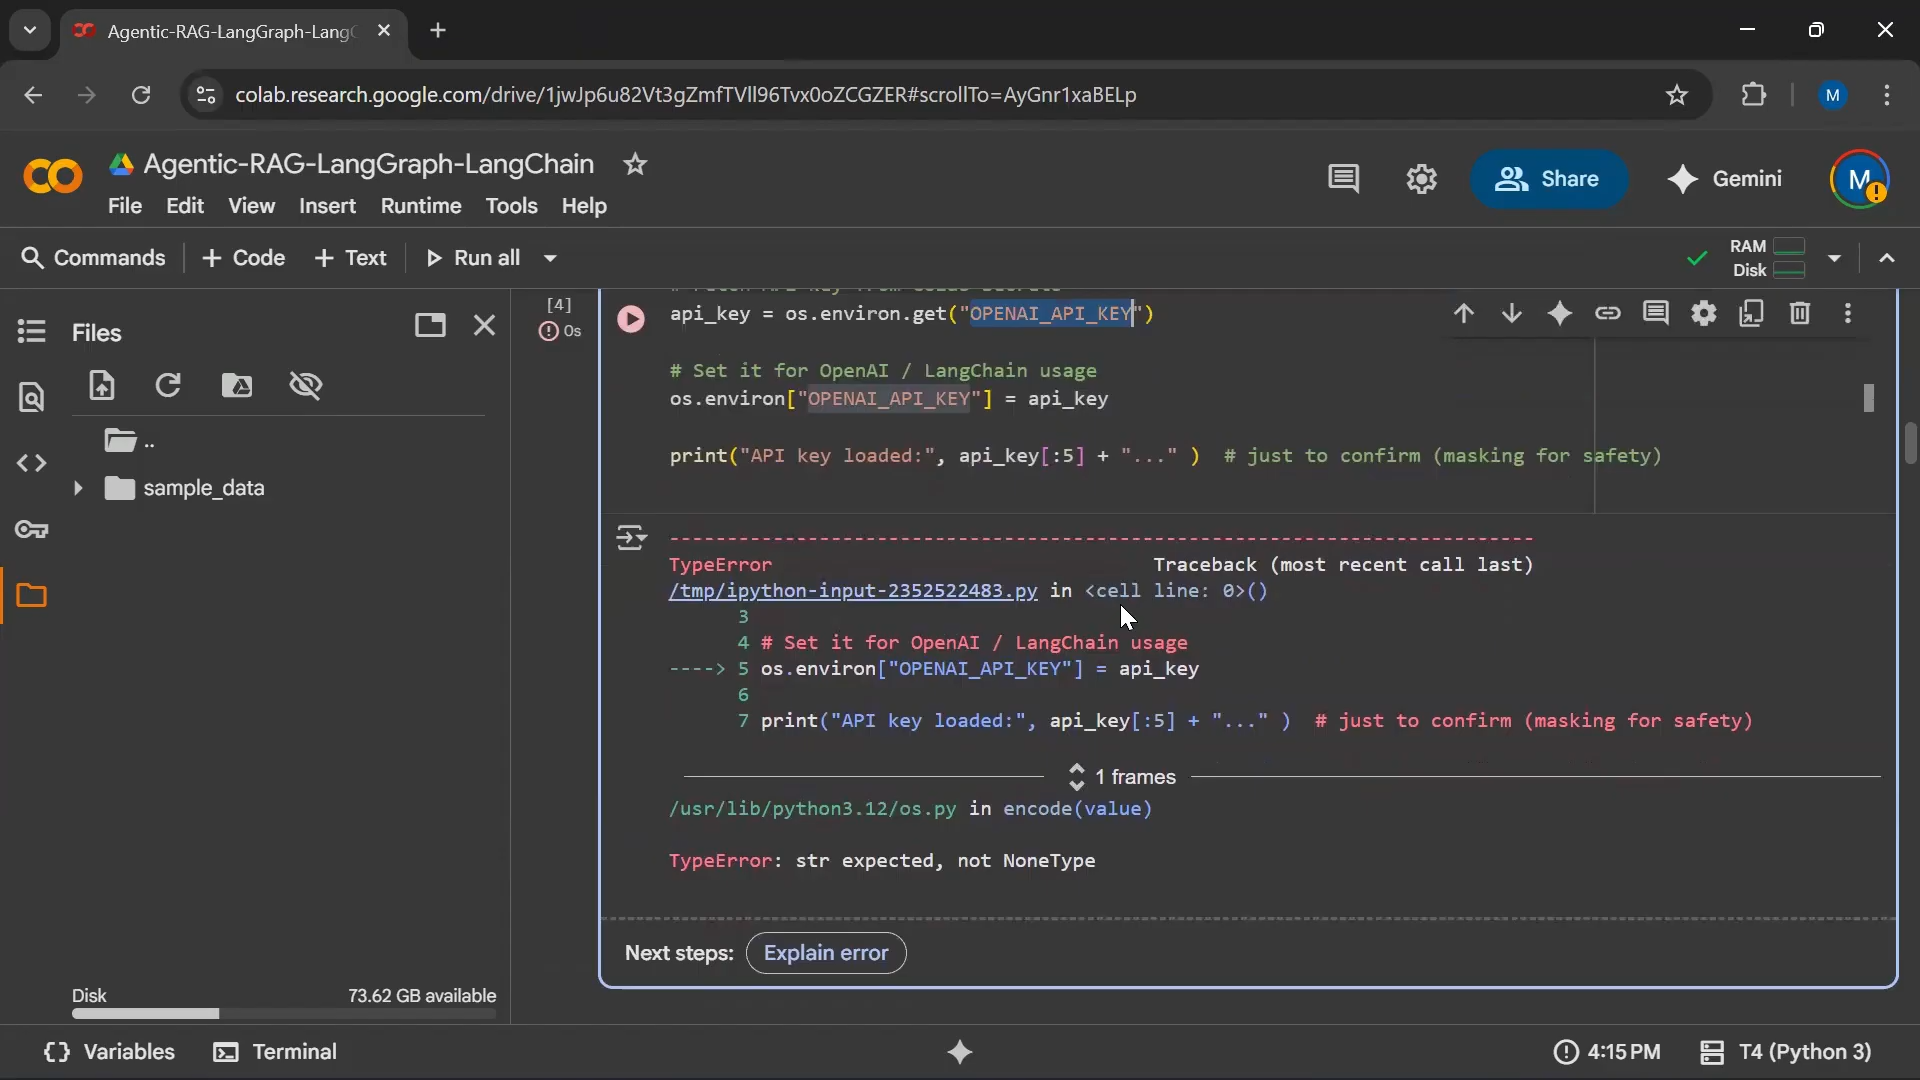 Agentic-RAG-LangGraph-Lang
colab.research.google.com/drive/1jwJp6u82Vt3gZmfTVll96Tvx0oZCGZER#scrollTo=AyGnr1xaBELp
M
Agentic-RAG-LangGraph-LangChain
Share
Gemini
M
File Edit View Insert Runtime Tools Help
Commands + Code + Text Run all
RAM
Disk
Files
..
sample_data
Disk 73.62 GB available
[4]
0s
api_key = os.environ.get("OPENAI_API_KEY")
# Set it for OpenAI / LangChain usage
os.environ["OPENAI_API_KEY"] = api_key
print("API key loaded:", api_key[:5] + "..." )  # just to confirm (masking for safety)
---------------------------------------------------------------------------
TypeError Traceback (most recent call last)
/tmp/ipython-input-2352522483.py in <cell line: 0>()
3
4 # Set it for OpenAI / LangChain usage
----> 5 os.environ["OPENAI_API_KEY"] = api_key
6
7 print("API key loaded:", api_key[:5] + "..." )  # just to confirm (masking for safety)
1 frames
/usr/lib/python3.12/os.py in encode(value)
TypeError: str expected, not NoneType
Next steps: Explain error
Variables Terminal
4:15 PM T4 (Python 3)